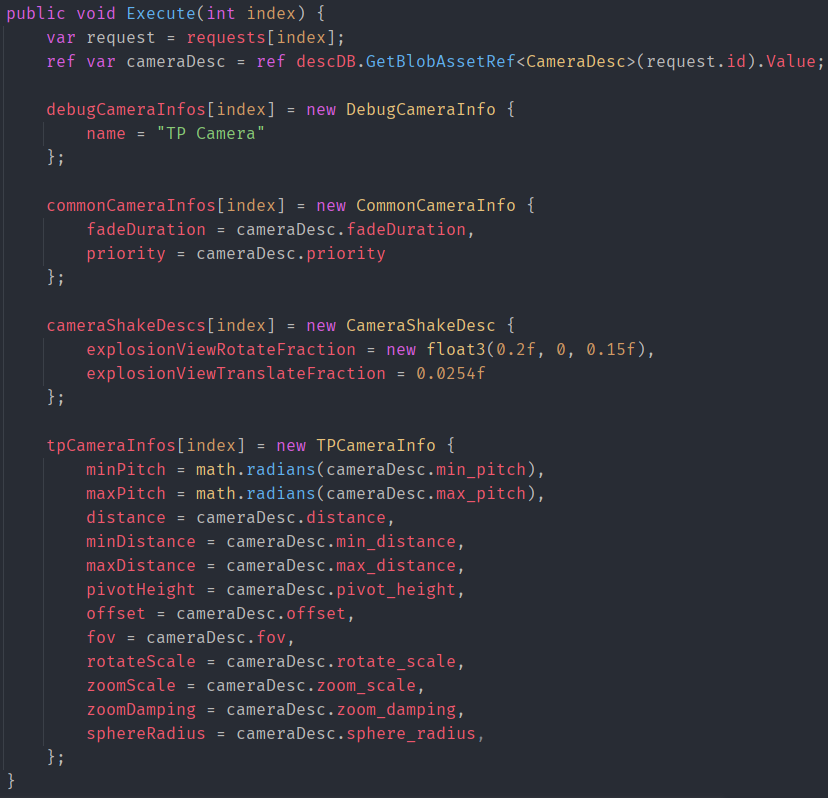 public void Execute(int index) {
var request = requests[index];
ref var cameraDesc = ref descDB.GetBlobAssetRef<CameraDesc>(request.id).Value;
debugCameraInfos[index] = new DebugCameraInfo {
name = "TP Camera"
};
commonCameraInfos[index] = new CommonCameraInfo {
fadeDuration = cameraDesc.fadeDuration,
priority = cameraDesc.priority
};
cameraShakeDescs[index] = new CameraShakeDesc {
explosionViewRotateFraction = new float3(0.2f, 0, 0.15f),
explosionViewTranslateFraction = 0.0254f
};
tpCameraInfos[index] = new TPCameraInfo {
minPitch = math.radians(cameraDesc.min_pitch),
maxPitch = math.radians(cameraDesc.max_pitch),
distance = cameraDesc.distance,
minDistance = cameraDesc.min_distance,
maxDistance = cameraDesc.max_distance,
pivotHeight = cameraDesc.pivot_height,
offset = cameraDesc.offset,
fov = cameraDesc.fov,
rotateScale = cameraDesc.rotate_scale,
zoomScale = cameraDesc.zoom_scale,
zoomDamping = cameraDesc.zoom_damping,
sphereRadius = cameraDesc.sphere_radius,
};
}